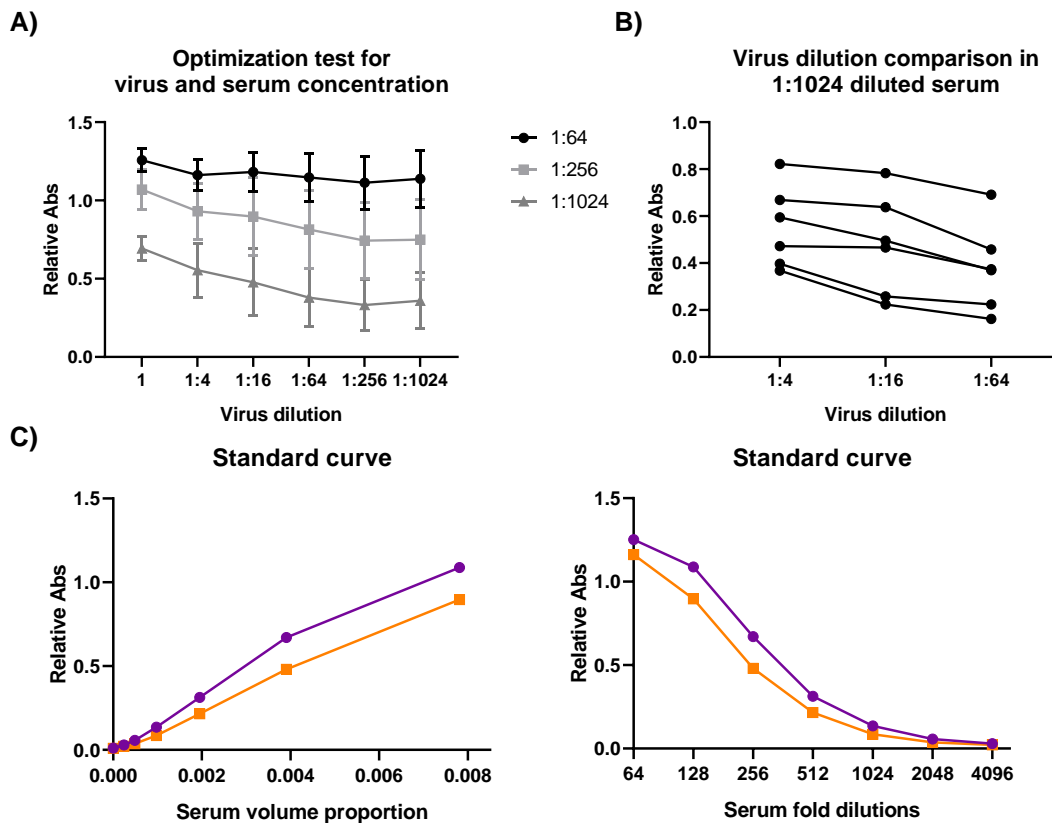 A)
Optimization test for
virus and serum concentration
1.5
1.0
0.5
0.0
Relative Abs
1 1:4 1:16 1:64 1:256 1:1024
Virus dilution
1:64
1:256
1:1024
B)
Virus dilution comparison in
1:1024 diluted serum
1.0
0.8
0.6
0.4
0.2
0.0
Relative Abs
1:4 1:16 1:64
Virus dilution
C)
Standard curve
1.5
1.0
0.5
0.0
Relative Abs
0.000 0.002 0.004 0.006 0.008
Serum volume proportion
Standard curve
1.5
1.0
0.5
0.0
Relative Abs
64 128 256 512 1024 2048 4096
Serum fold dilutions